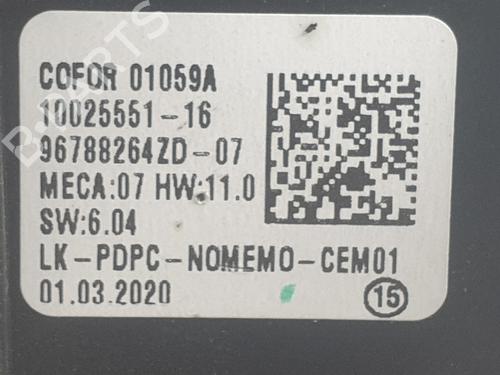 COFOR 01059A
10025551-16
96788264ZD-07
MECA:07 HW:11.0
SW:6.04
LK-PDPC-NOMEMO-CEM01
01.03.2020 15
B-PARTS